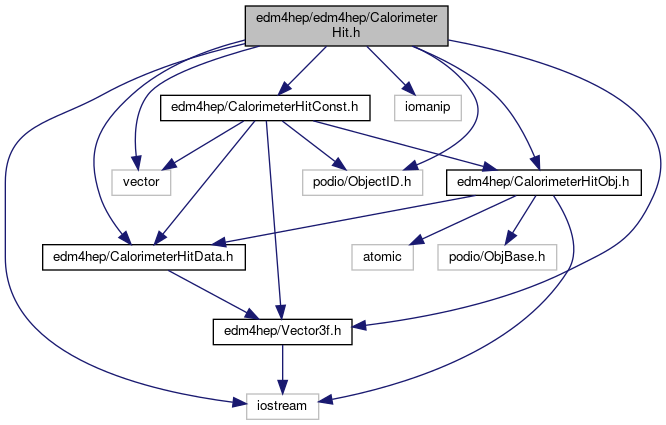 edm4hep/edm4hep/Calorimeter
Hit.h
edm4hep/CalorimeterHitConst.h
iomanip
vector
podio/ObjectID.h
edm4hep/CalorimeterHitObj.h
edm4hep/CalorimeterHitData.h
atomic
podio/ObjBase.h
edm4hep/Vector3f.h
iostream